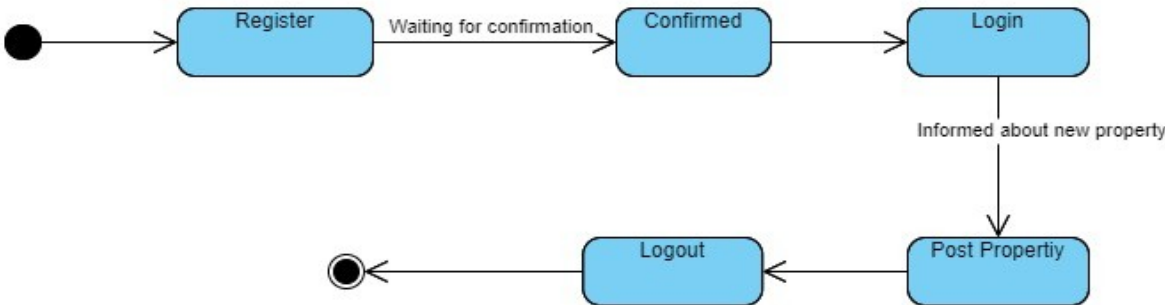 Register
Waiting for confirmation
Confirmed
Login
Informed about new property
Logout
Post Propertiy